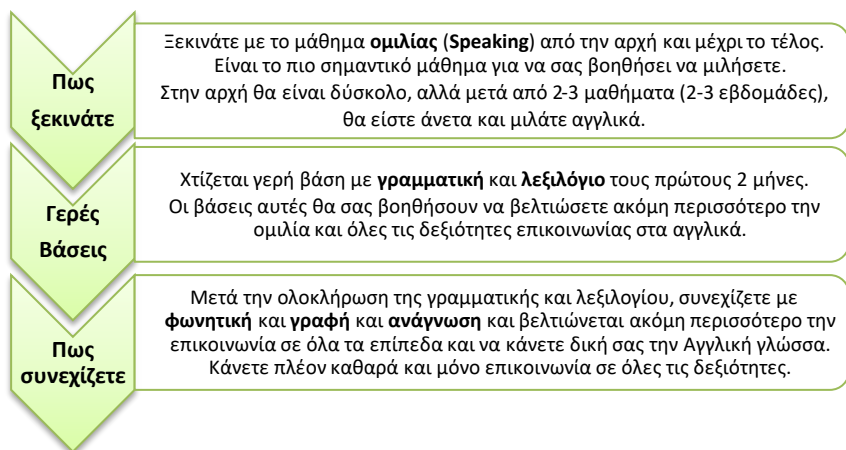 Πως
ξεκινάτε
Ξεκινάτε με το μάθημα ομιλίας (Speaking) από την αρχή και μέχρι το τέλος.
Είναι το πιο σημαντικό μάθημα για να σας βοηθήσει να μιλήσετε.
Στην αρχή θα είναι δύσκολο, αλλά μετά από 2-3 μαθήματα (2-3 εβδομάδες),
θα είστε άνετα και μιλάτε αγγλικά.
Γερές
Βάσεις
Χτίζεται γερή βάση με γραμματική και λεξιλόγιο τους πρώτους 2 μήνες.
Οι βάσεις αυτές θα σας βοηθήσουν να βελτιώσετε ακόμη περισσότερο την
ομιλία και όλες τις δεξιότητες επικοινωνίας στα αγγλικά.
Πως
συνεχίζετε
Μετά την ολοκλήρωση της γραμματικής και λεξιλογίου, συνεχίζετε με
φωνητική και γραφή και ανάγνωση και βελτιώνεται ακόμη περισσότερο την
επικοινωνία σε όλα τα επίπεδα και να κάνετε δική σας την Αγγλική γλώσσα.
Κάνετε πλέον καθαρά και μόνο επικοινωνία σε όλες τις δεξιότητες.